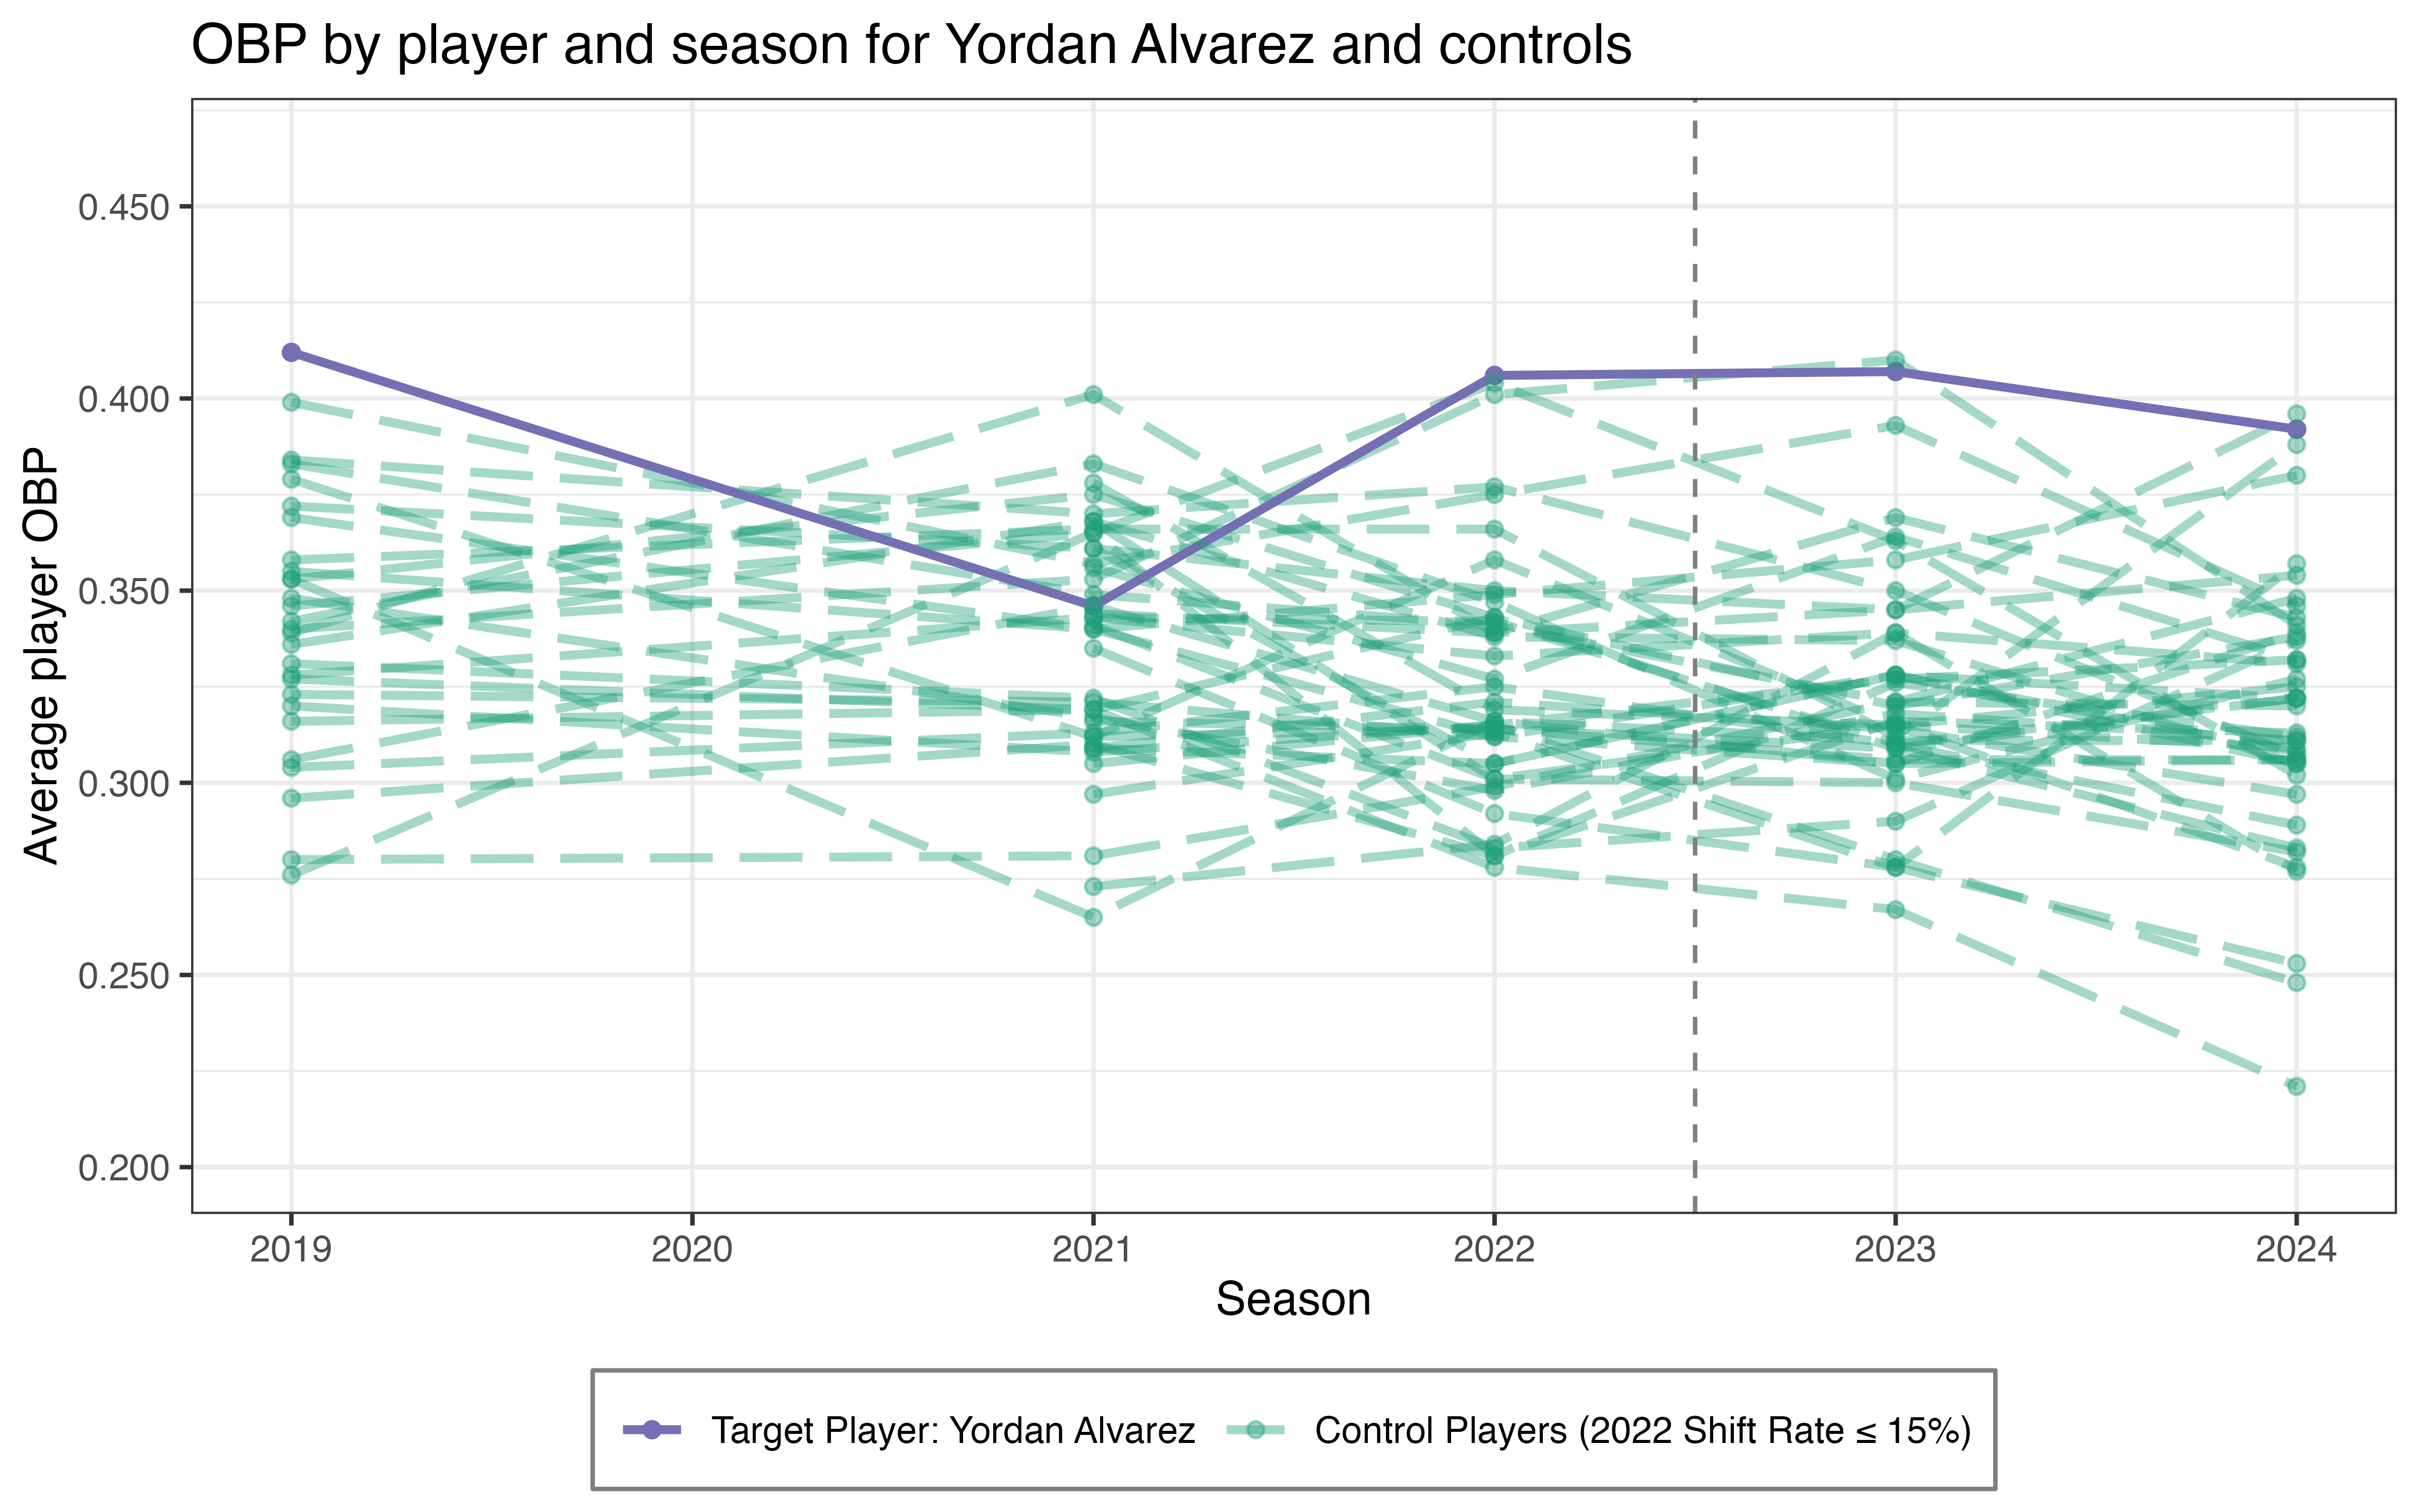 OBP by player and season for Yordan Alvarez and controls
Average player OBP
0.450
0.400
0.350
0.300
0.250
0.200
2019 2020 2021 2022 2023 2024
Season
Target Player: Yordan Alvarez Control Players (2022 Shift Rate ≤ 15%)